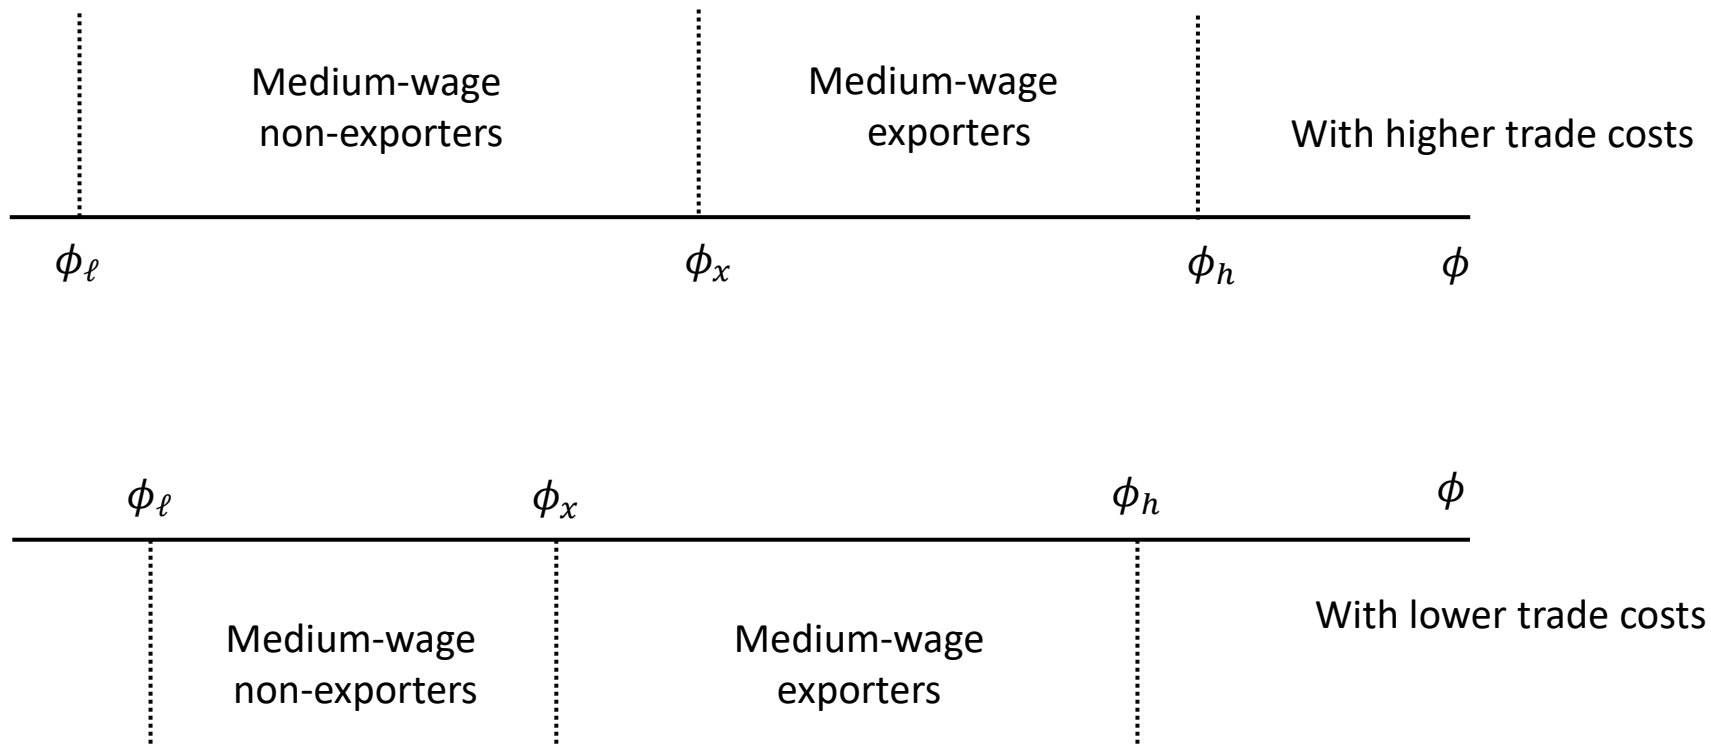 Medium-wage
non-exporters
Medium-wage
exporters
With higher trade costs
ϕℓ
ϕx
ϕh
ϕ
ϕℓ
ϕx
ϕh
ϕ
Medium-wage
non-exporters
Medium-wage
exporters
With lower trade costs